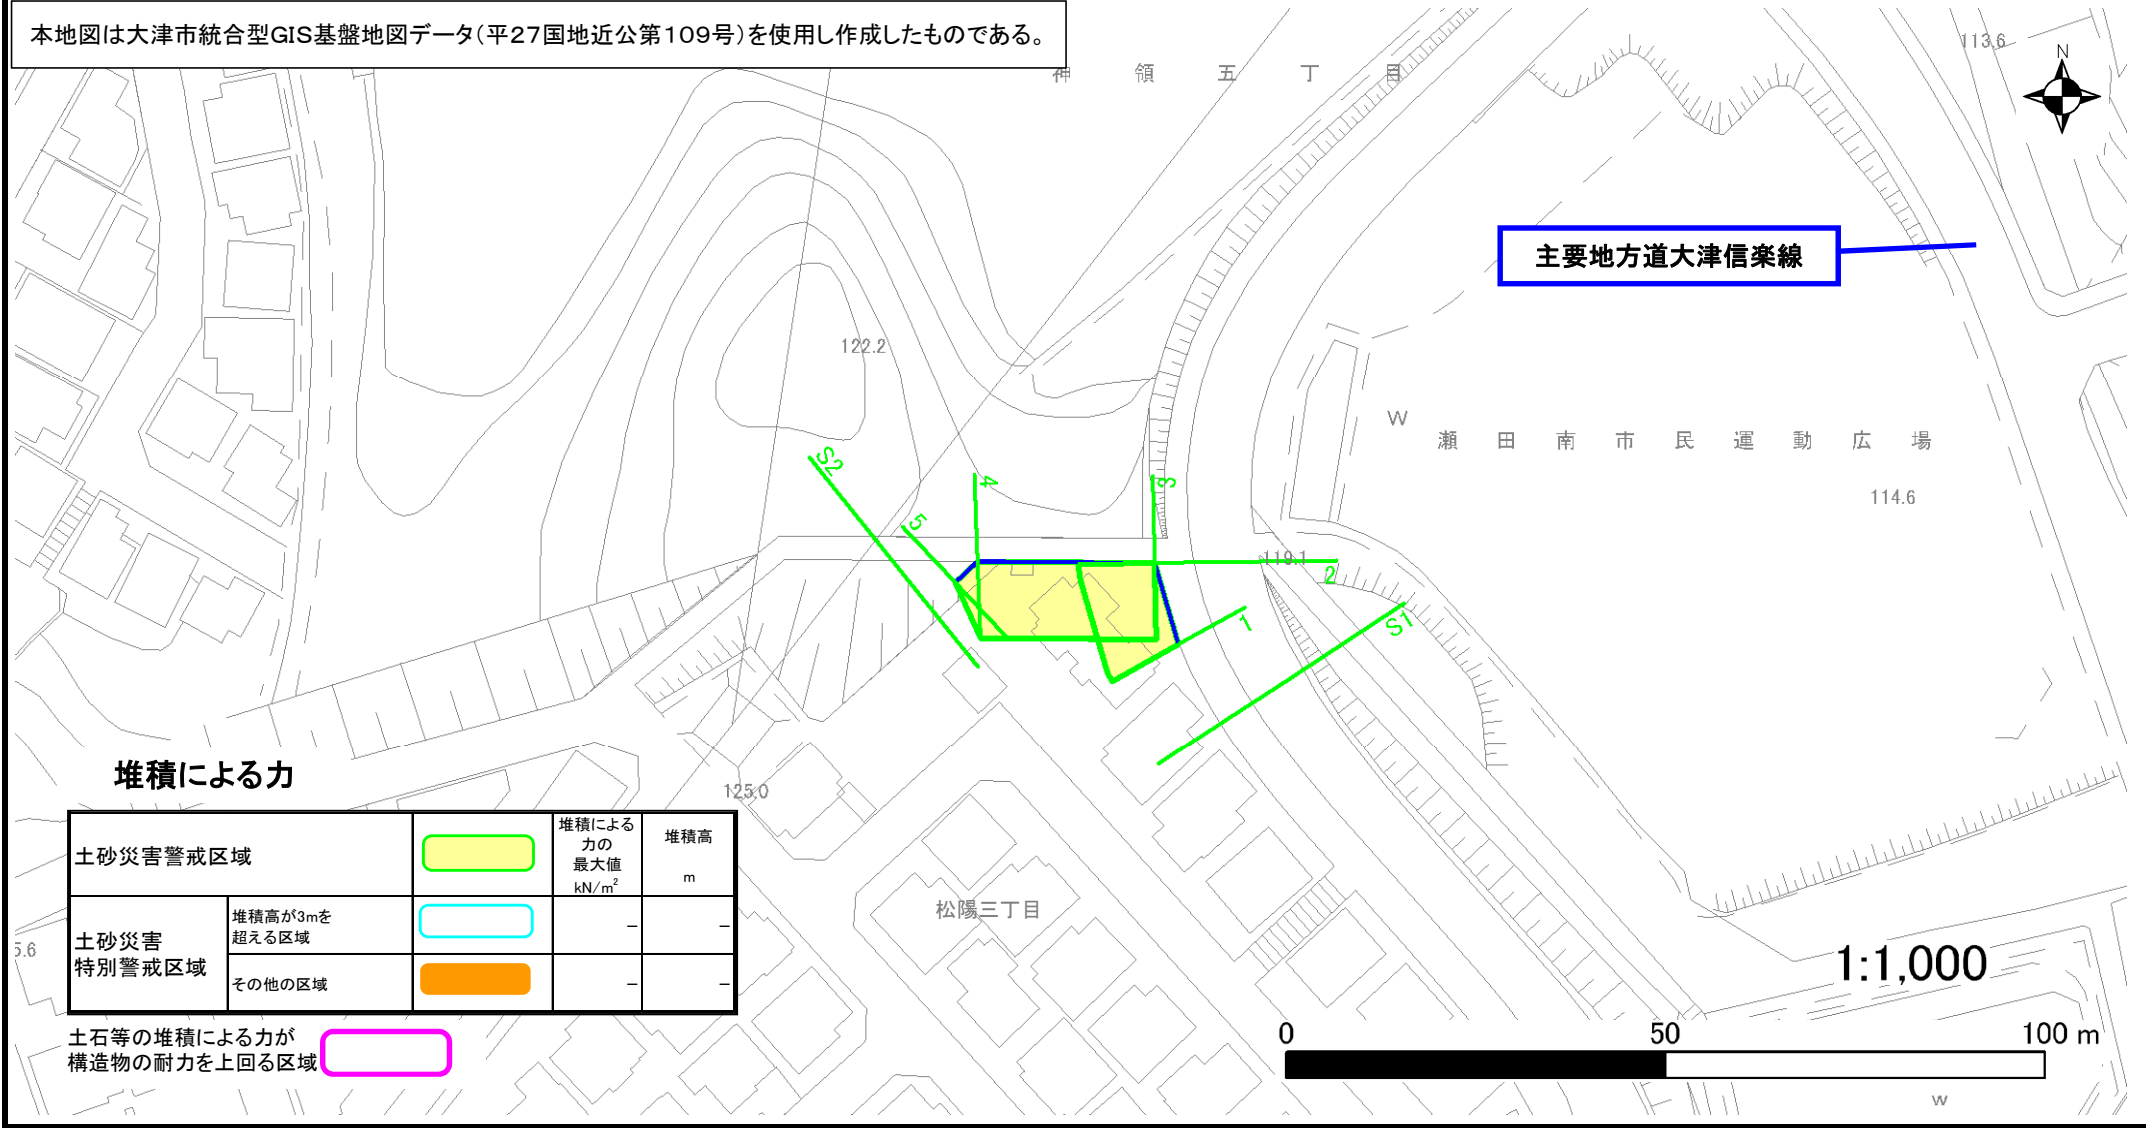 本地図は大津市統合型GIS基盤地図データ(平27国地近公第109号)を使用し作成したものである。
神領五丁目
113.6
N
主要地方道大津信楽線
122.2
W
瀬田南市民運動広場
114.6
S2
5
4
3
119.1
2
1
S1
125.0
松陽三丁目
5.6
堆積による力
土砂災害警戒区域
堆積による
力の
最大値
kN/m²
堆積高
m
土砂災害
特別警戒区域
堆積高が3mを
超える区域
－ －
その他の区域
－ －
土石等の堆積による力が
構造物の耐力を上回る区域
1:1,000
0 50 100 m
w